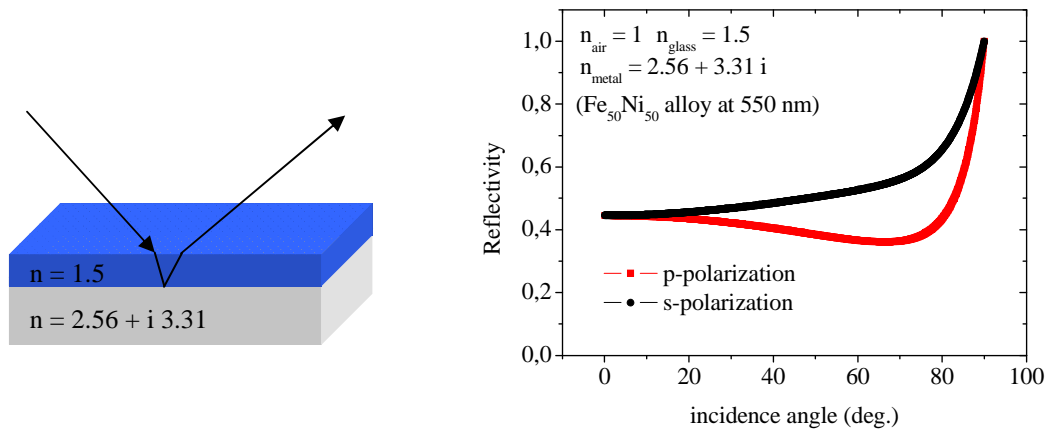 n = 1.5
n = 2.56 + i 3.31
n_air = 1 n_glass = 1.5
n_metal = 2.56 + 3.31 i
(Fe₅₀Ni₅₀ alloy at 550 nm)
1,0
0,8
0,6
0,4
0,2
0,0
Reflectivity
p-polarization
s-polarization
0 20 40 60 80 100
incidence angle (deg.)